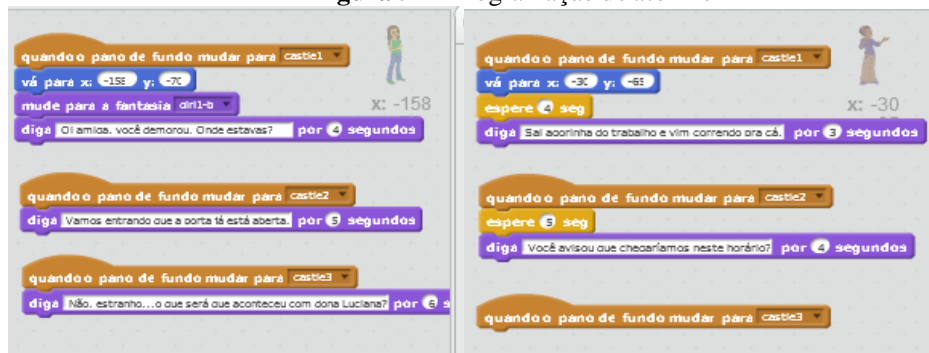 quando o pano de fundo mudar para castle1
vá para x: -158 y: -70
mude para a fantasia girl1-b
diga Oi amiga, você demorou. Onde estavas? por 4 segundos
x: -158
quando o pano de fundo mudar para castle2
diga Vamos entrando que a porta já está aberta. por 5 segundos
quando o pano de fundo mudar para castle3
diga Não, estranho...o que será que aconteceu com dona Luciana? por 6 s
quando o pano de fundo mudar para castle1
vá para x: -30 y: -65
espere 4 seg
diga Sai agorinha do trabalho e vim correndo pra cá. por 3 segundos
x: -30
quando o pano de fundo mudar para castle2
espere 5 seg
diga Você avisou que chegaríamos neste horário? por 4 segundos
quando o pano de fundo mudar para castle3